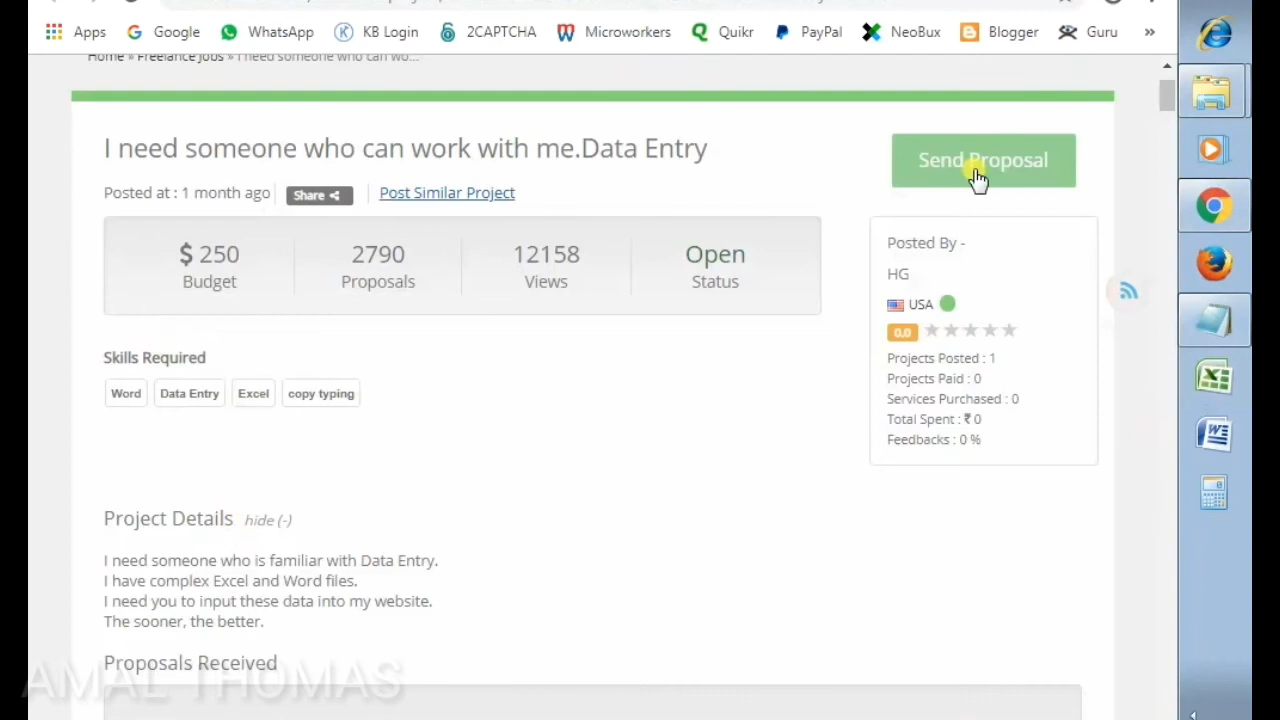 Apps Google WhatsApp KB Login 2CAPTCHA Microworkers Quikr PayPal NeoBux Blogger Guru »
Home » Freelance Jobs » I need someone who can wo...
I need someone who can work with me.Data Entry
Send Proposal
Posted at : 1 month ago Share Post Similar Project
$ 250
Budget
2790
Proposals
12158
Views
Open
Status
Posted By -
HG
USA
0.0
Projects Posted : 1
Projects Paid : 0
Services Purchased : 0
Total Spent : ₹ 0
Feedbacks : 0 %
Skills Required
Word Data Entry Excel copy typing
Project Details hide (-)
I need someone who is familiar with Data Entry.
I have complex Excel and Word files.
I need you to input these data into my website.
The sooner, the better.
Proposals Received
AMAL THOMAS